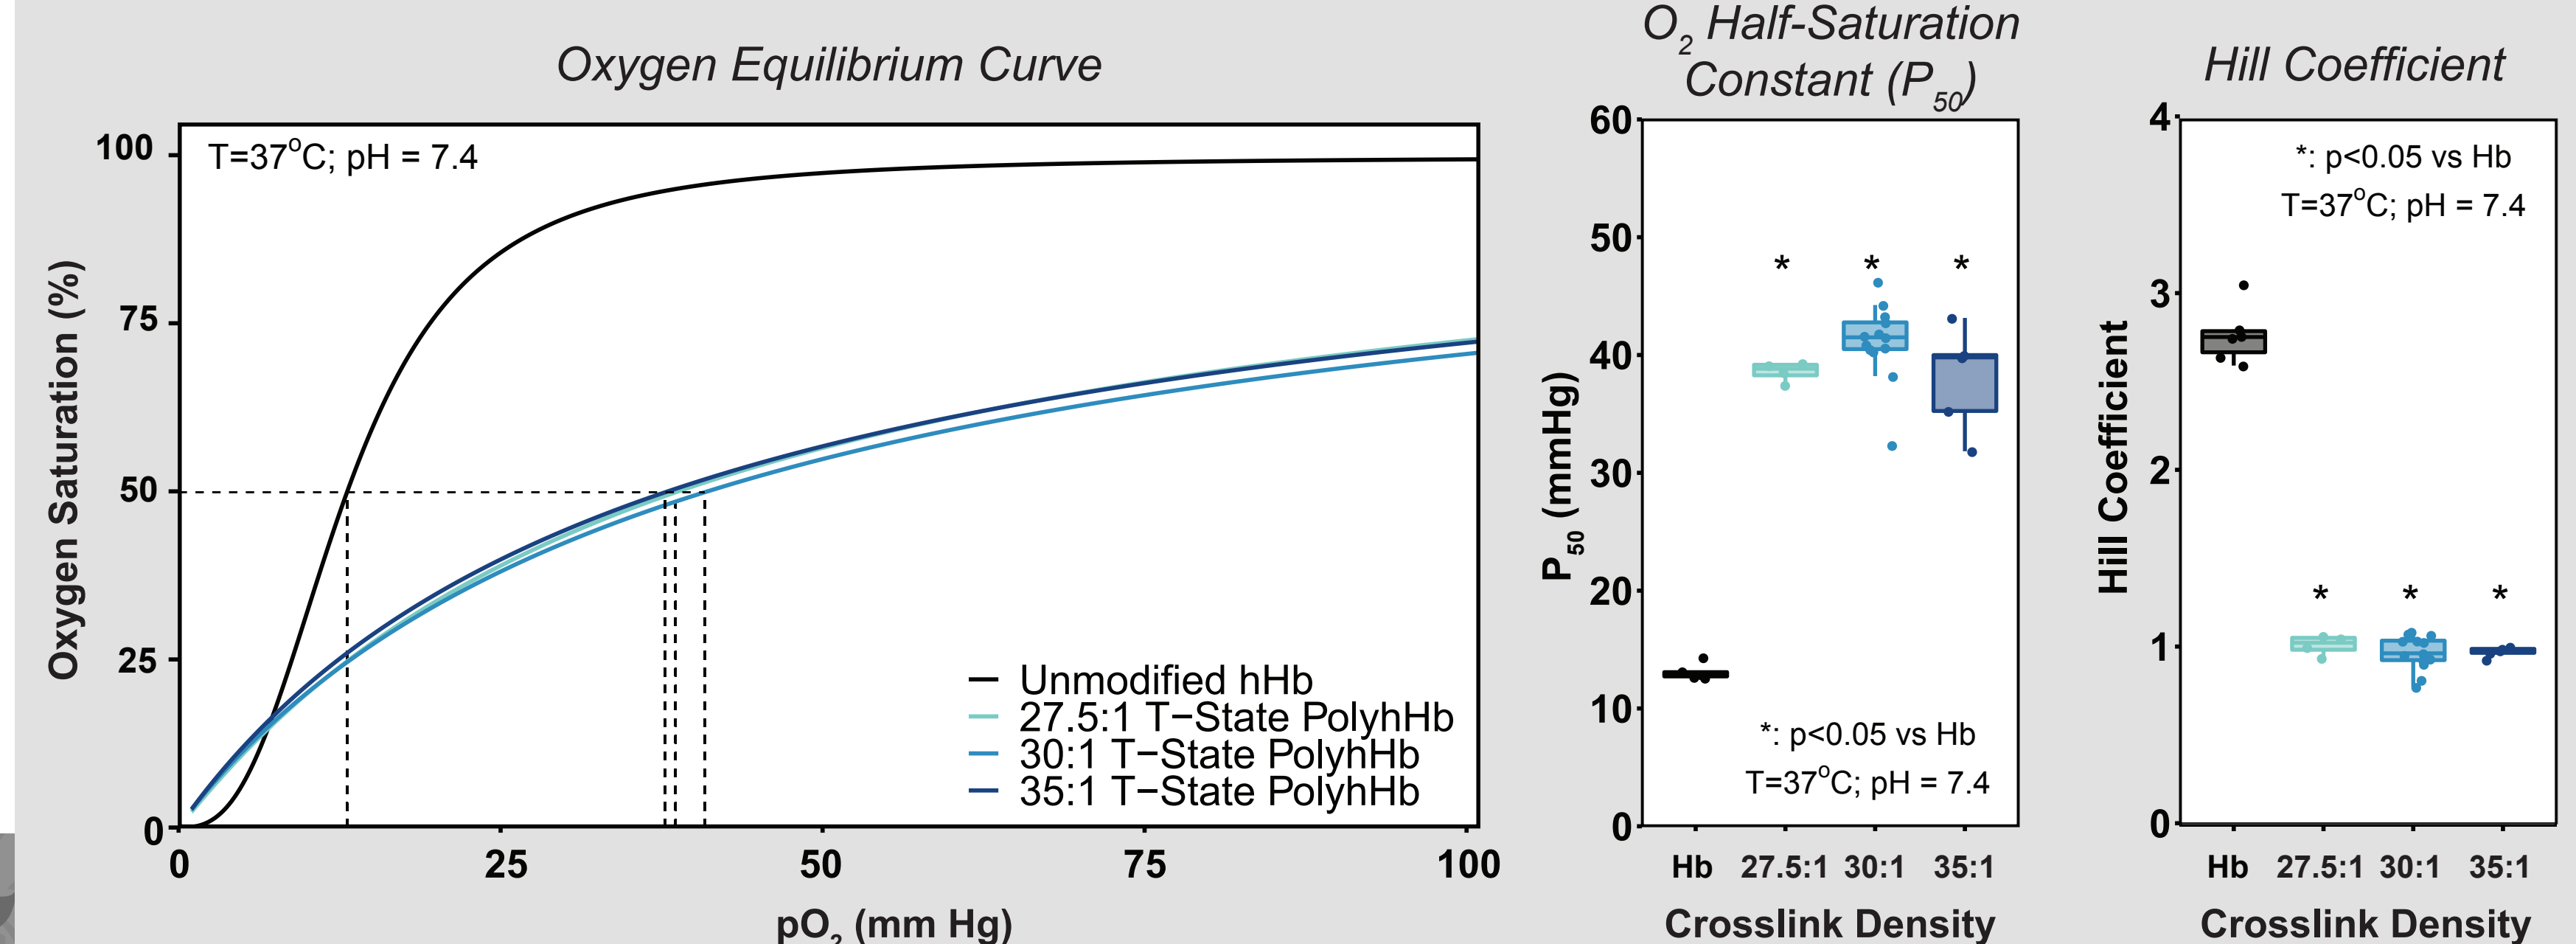 Oxygen Equilibrium Curve
T=37°C; pH = 7.4
100
75
50
25
0
Oxygen Saturation (%)
Unmodified hHb
27.5:1 T−State PolyhHb
30:1 T−State PolyhHb
35:1 T−State PolyhHb
0 25 50 75 100
pO₂ (mm Hg)
O₂ Half-Saturation
Constant (P₅₀)
60
50
40
30
20
10
0
P₅₀ (mmHg)
* * *
*: p<0.05 vs Hb
T=37°C; pH = 7.4
Hb 27.5:1 30:1 35:1
Crosslink Density
Hill Coefficient
4
3
2
1
0
Hill Coefficient
*: p<0.05 vs Hb
T=37°C; pH = 7.4
* * *
Hb 27.5:1 30:1 35:1
Crosslink Density